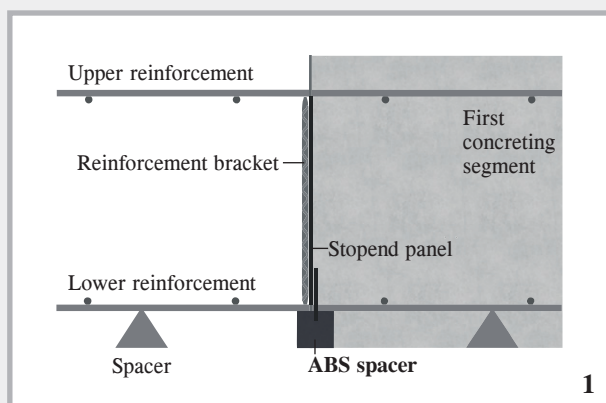 Upper reinforcement
First
concreting
segment
Reinforcement bracket
Stopend panel
Lower reinforcement
Spacer
ABS spacer
1